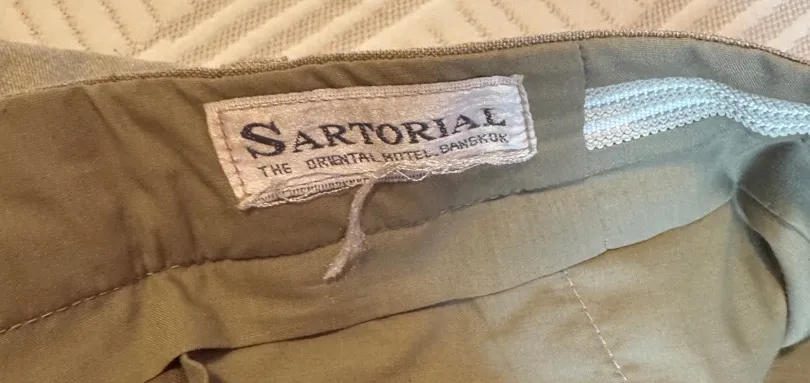 SARTORIAL
THE ORIENTAL HOTEL. BANGKOK